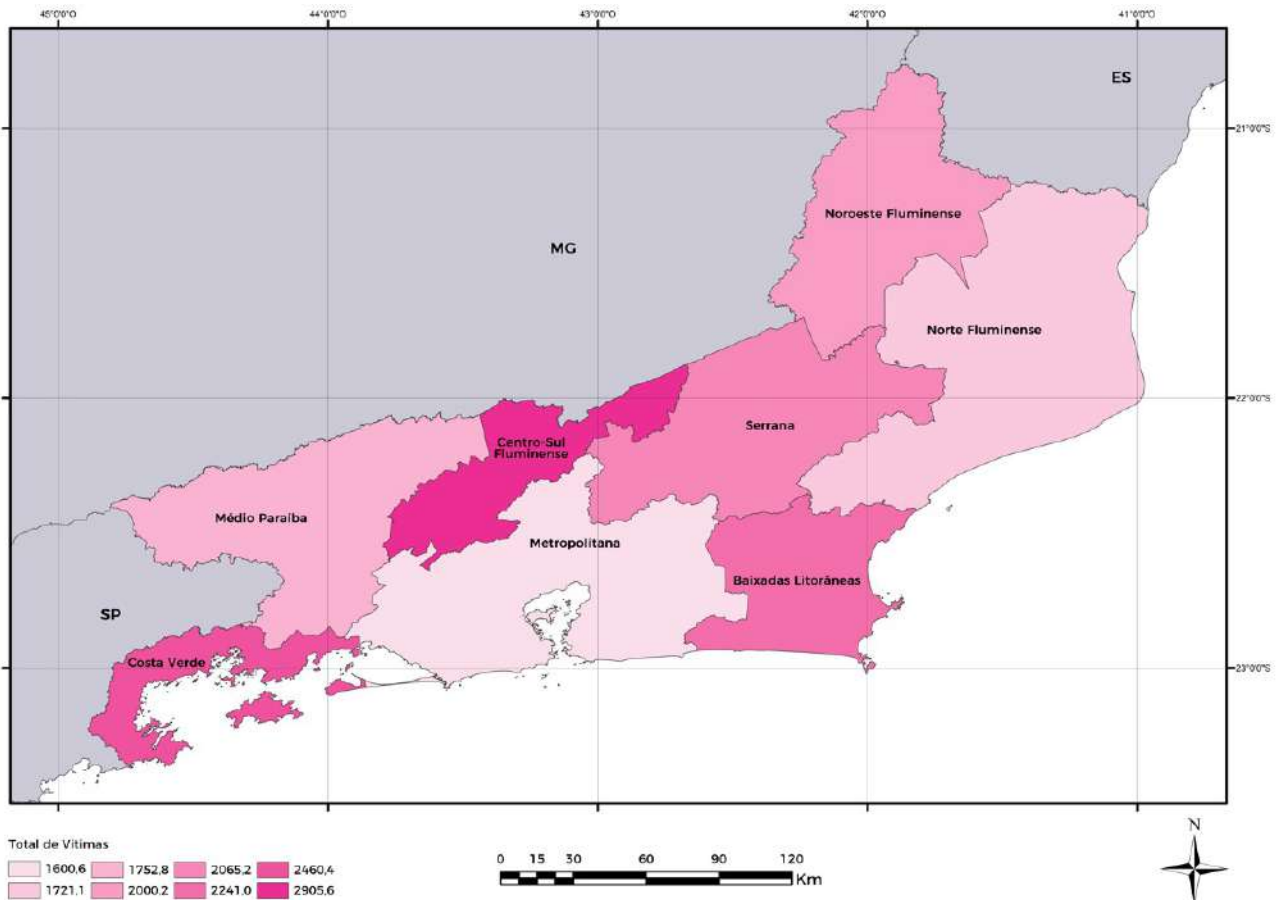 45°0'0"O 44°0'0"O 43°0'0"O 42°0'0"O 41°0'0"O
ES
21°0'0"S
Noroeste Fluminense
MG
Norte Fluminense
22°0'0"S
Serrana
Centro-Sul
Fluminense
Médio Paraíba
Metropolitana
Baixadas Litorâneas
SP
Costa Verde
23°0'0"S
Total de Vítimas
1600,6 1752,8 2065,2 2460,4
1721,1 2000,2 2241,0 2905,6
0 15 30 60 90 120
Km
N